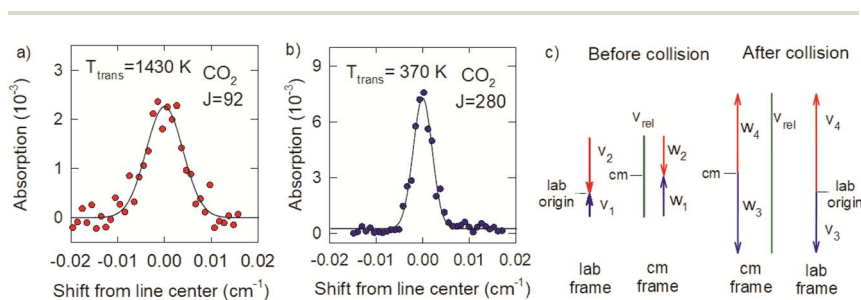 a)
T_trans=1430 K
CO₂
J=92
Absorption (10⁻³)
3
2
1
0
-0.02 -0.01 0.00 0.01 0.02
Shift from line center (cm⁻¹)
b)
T_trans=370 K
CO₂
J=280
Absorption (10⁻³)
9
6
3
0
-0.02 -0.01 0.00 0.01 0.02
Shift from line center (cm⁻¹)
c)
Before collision
After collision
v₂
lab
origin
v₁
v_rel
cm
w₂
w₁
w₄
v_rel
cm
w₃
v₄
lab
origin
v₃
lab
frame
cm
frame
cm
frame
lab
frame